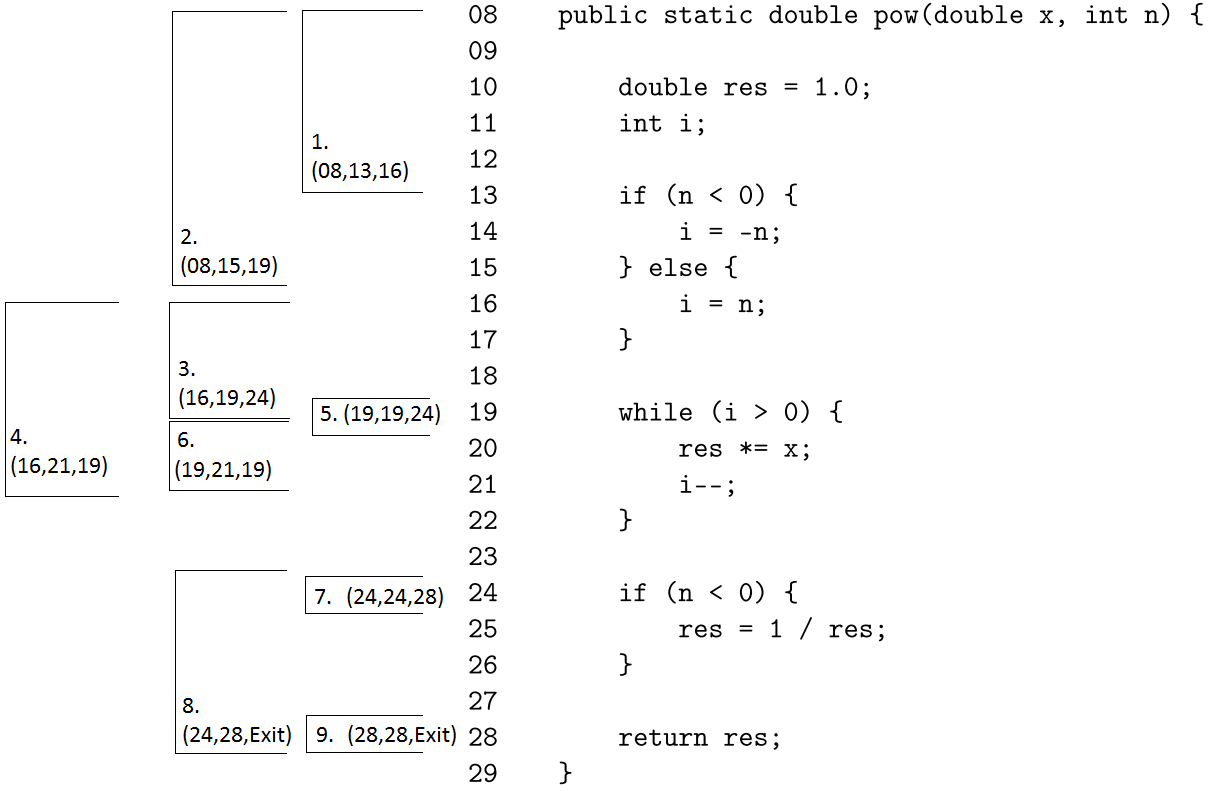 1.
(08,13,16)
2.
(08,15,19)
3.
(16,19,24)
4.
(16,21,19)
5. (19,19,24)
6.
(19,21,19)
7. (24,24,28)
8.
(24,28,Exit)
9. (28,28,Exit)
08 public static double pow(double x, int n) {
09
10 double res = 1.0;
11 int i;
12
13 if (n < 0) {
14 i = -n;
15 } else {
16 i = n;
17 }
18
19 while (i > 0) {
20 res *= x;
21 i--;
22 }
23
24 if (n < 0) {
25 res = 1 / res;
26 }
27
28 return res;
29 }